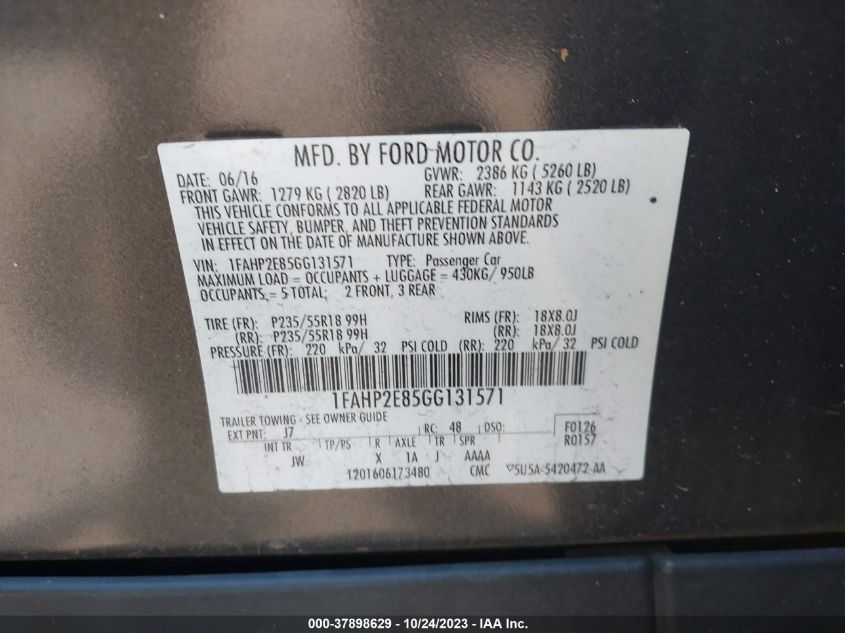 MFD. BY FORD MOTOR CO.
DATE: 06/16 GVWR: 2386 KG ( 5260 LB)
FRONT GAWR: 1279 KG ( 2820 LB) REAR GAWR: 1143 KG ( 2520 LB)
THIS VEHICLE CONFORMS TO ALL APPLICABLE FEDERAL MOTOR
VEHICLE SAFETY, BUMPER, AND THEFT PREVENTION STANDARDS
IN EFFECT ON THE DATE OF MANUFACTURE SHOWN ABOVE.
VIN: 1FAHP2E85GG131571 TYPE: Passenger Car
MAXIMUM LOAD = OCCUPANTS + LUGGAGE = 430KG/ 950LB
OCCUPANTS: = 5 TOTAL; 2 FRONT, 3 REAR
TIRE (FR): P235/55R18 99H RIMS (FR): 18X8.0J
(RR): P235/55R18 99H (RR): 18X8.0J
PRESSURE (FR): 220 kPa/ 32 PSI COLD (RR): 220 kPa/ 32 PSI COLD
1FAHP2E85GG131571
TRAILER TOWING - SEE OWNER GUIDE
EXT PNT: J7 RC: 48 DSO: F0126
R0157
INT TR TP/PS R AXLE TR SPR
JW X 1A J AAAA
1201606173480 CMC 5U5A-5420472-AA
000-37898629 - 10/24/2023 - IAAI.com